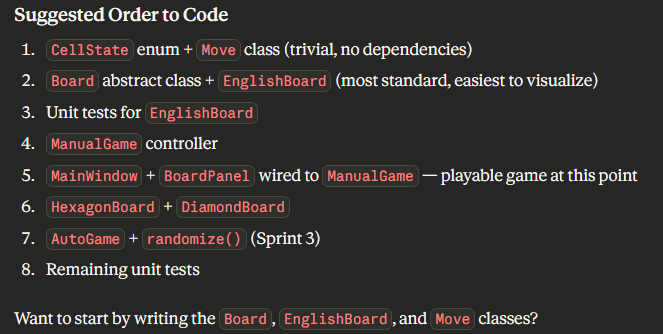 Suggested Order to Code
1. CellState enum + Move class (trivial, no dependencies)
2. Board abstract class + EnglishBoard (most standard, easiest to visualize)
3. Unit tests for EnglishBoard
4. ManualGame controller
5. MainWindow + BoardPanel wired to ManualGame — playable game at this point
6. HexagonBoard + DiamondBoard
7. AutoGame + randomize() (Sprint 3)
8. Remaining unit tests
Want to start by writing the Board, EnglishBoard, and Move classes?